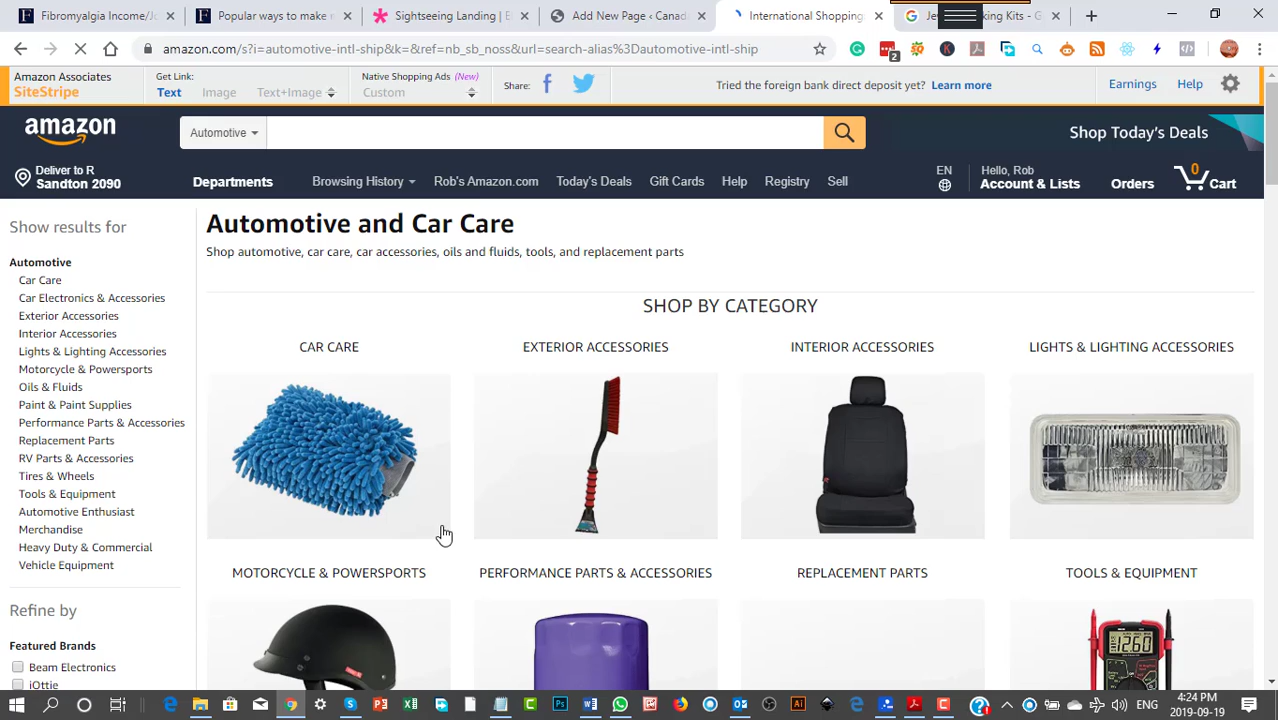 Fibromyalgia Income/Jo
Popular ways to make
Sightseeing Landing | D
Add New Page ‹ Canadi
International Shopping
Je
king Kits - G
amazon.com/s?i=automotive-intl-ship&k=&ref=nb_sb_noss&url=search-alias%3Dautomotive-intl-ship
2
Amazon Associates
SiteStripe
Get Link:
Text Image Text+Image
Native Shopping Ads (New)
Custom
Share:
Tried the foreign bank direct deposit yet? Learn more
Earnings
Help
amazon
Automotive
Shop Today's Deals
Deliver to R
Sandton 2090
Departments
Browsing History
Rob's Amazon.com
Today's Deals
Gift Cards
Help
Registry
Sell
EN
Hello, Rob
Account & Lists
Orders
0
Cart
Show results for
Automotive
Car Care
Car Electronics & Accessories
Exterior Accessories
Interior Accessories
Lights & Lighting Accessories
Motorcycle & Powersports
Oils & Fluids
Paint & Paint Supplies
Performance Parts & Accessories
Replacement Parts
RV Parts & Accessories
Tires & Wheels
Tools & Equipment
Automotive Enthusiast
Merchandise
Heavy Duty & Commercial
Vehicle Equipment
Refine by
Featured Brands
Beam Electronics
iOttie
Automotive and Car Care
Shop automotive, car care, car accessories, oils and fluids, tools, and replacement parts
SHOP BY CATEGORY
CAR CARE
EXTERIOR ACCESSORIES
INTERIOR ACCESSORIES
LIGHTS & LIGHTING ACCESSORIES
MOTORCYCLE & POWERSPORTS
PERFORMANCE PARTS & ACCESSORIES
REPLACEMENT PARTS
TOOLS & EQUIPMENT
12.60
ENG
4:24 PM
2019-09-19